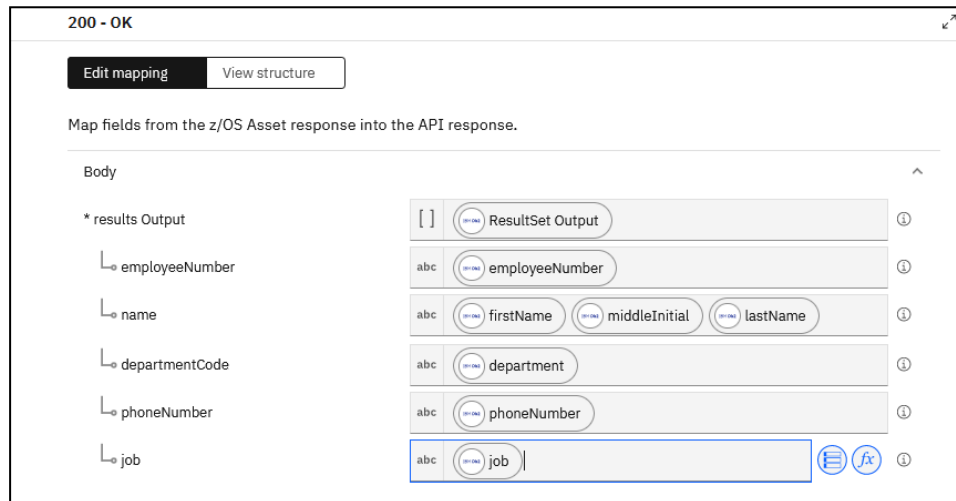 200 - OK
Edit mapping View structure
Map fields from the z/OS Asset response into the API response.
Body
* results Output [ ] ResultSet Output
employeeNumber abc employeeNumber
name abc firstName middleInitial lastName
departmentCode abc department
phoneNumber abc phoneNumber
job abc job fx